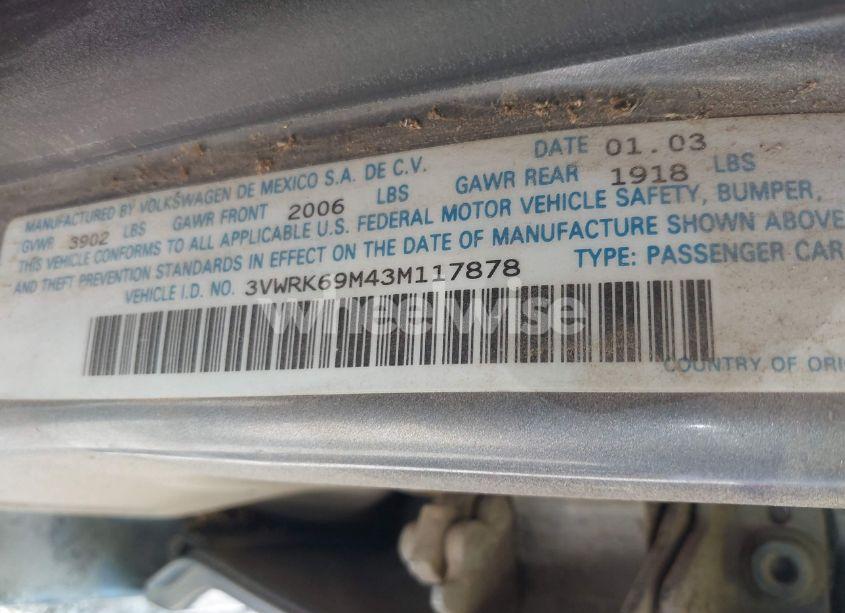 MANUFACTURED BY VOLKSWAGEN DE MEXICO S.A. DE C.V. DATE 01.03
GVWR 3902 LBS GAWR FRONT 2006 LBS GAWR REAR 1918 LBS
THIS VEHICLE CONFORMS TO ALL APPLICABLE U.S. FEDERAL MOTOR VEHICLE SAFETY, BUMPER,
AND THEFT PREVENTION STANDARDS IN EFFECT ON THE DATE OF MANUFACTURE SHOWN ABOVE
VEHICLE I.D. NO. 3VWRK69M43M117878 TYPE: PASSENGER CAR
wheelwise
COUNTRY OF ORI